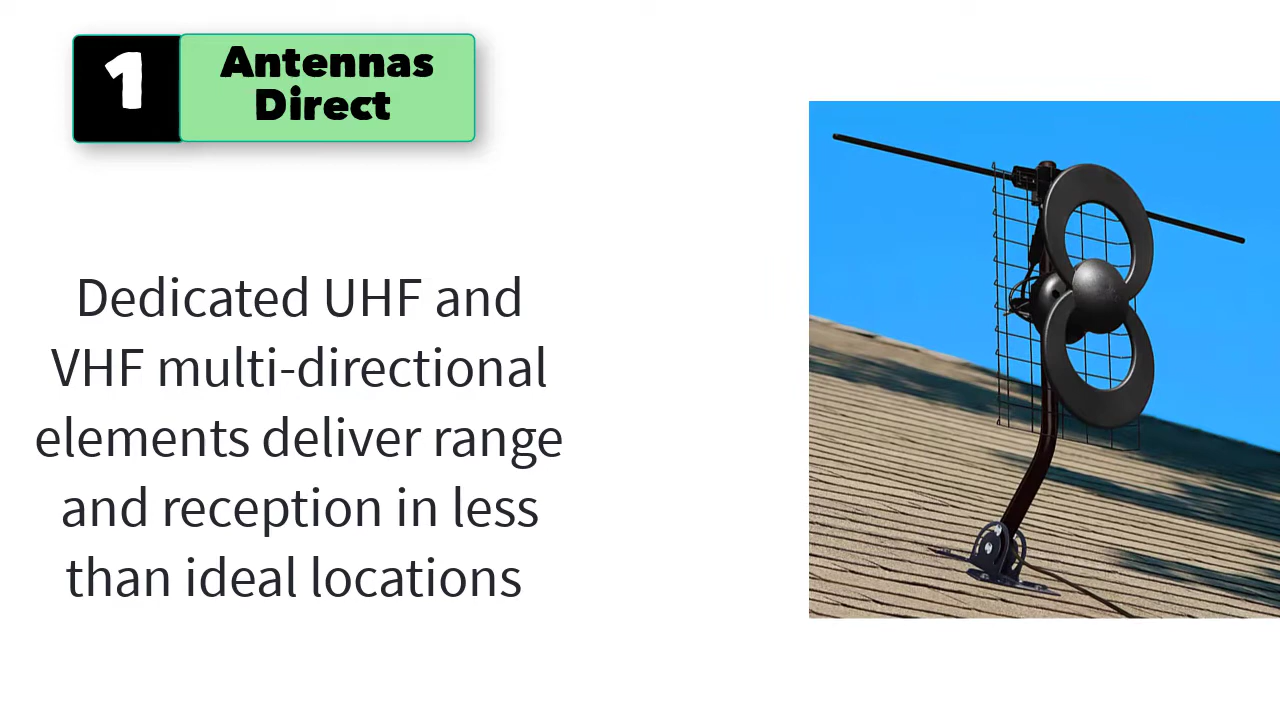 1
Antennas
Direct
Dedicated UHF and
VHF multi-directional
elements deliver range
and reception in less
than ideal locations